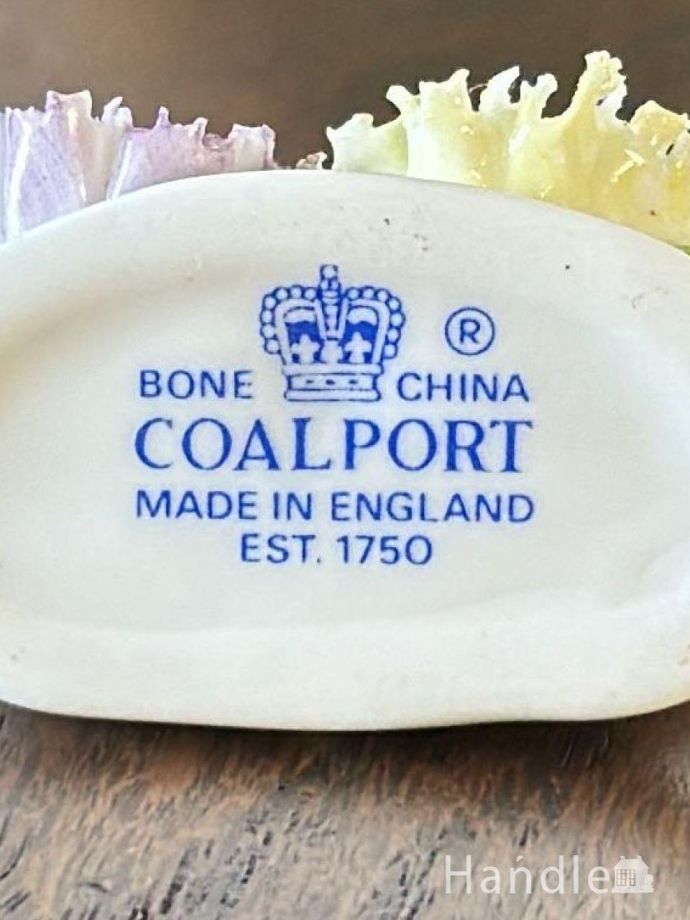 ®
BONE CHINA
COALPORT
MADE IN ENGLAND
EST. 1750
Handle